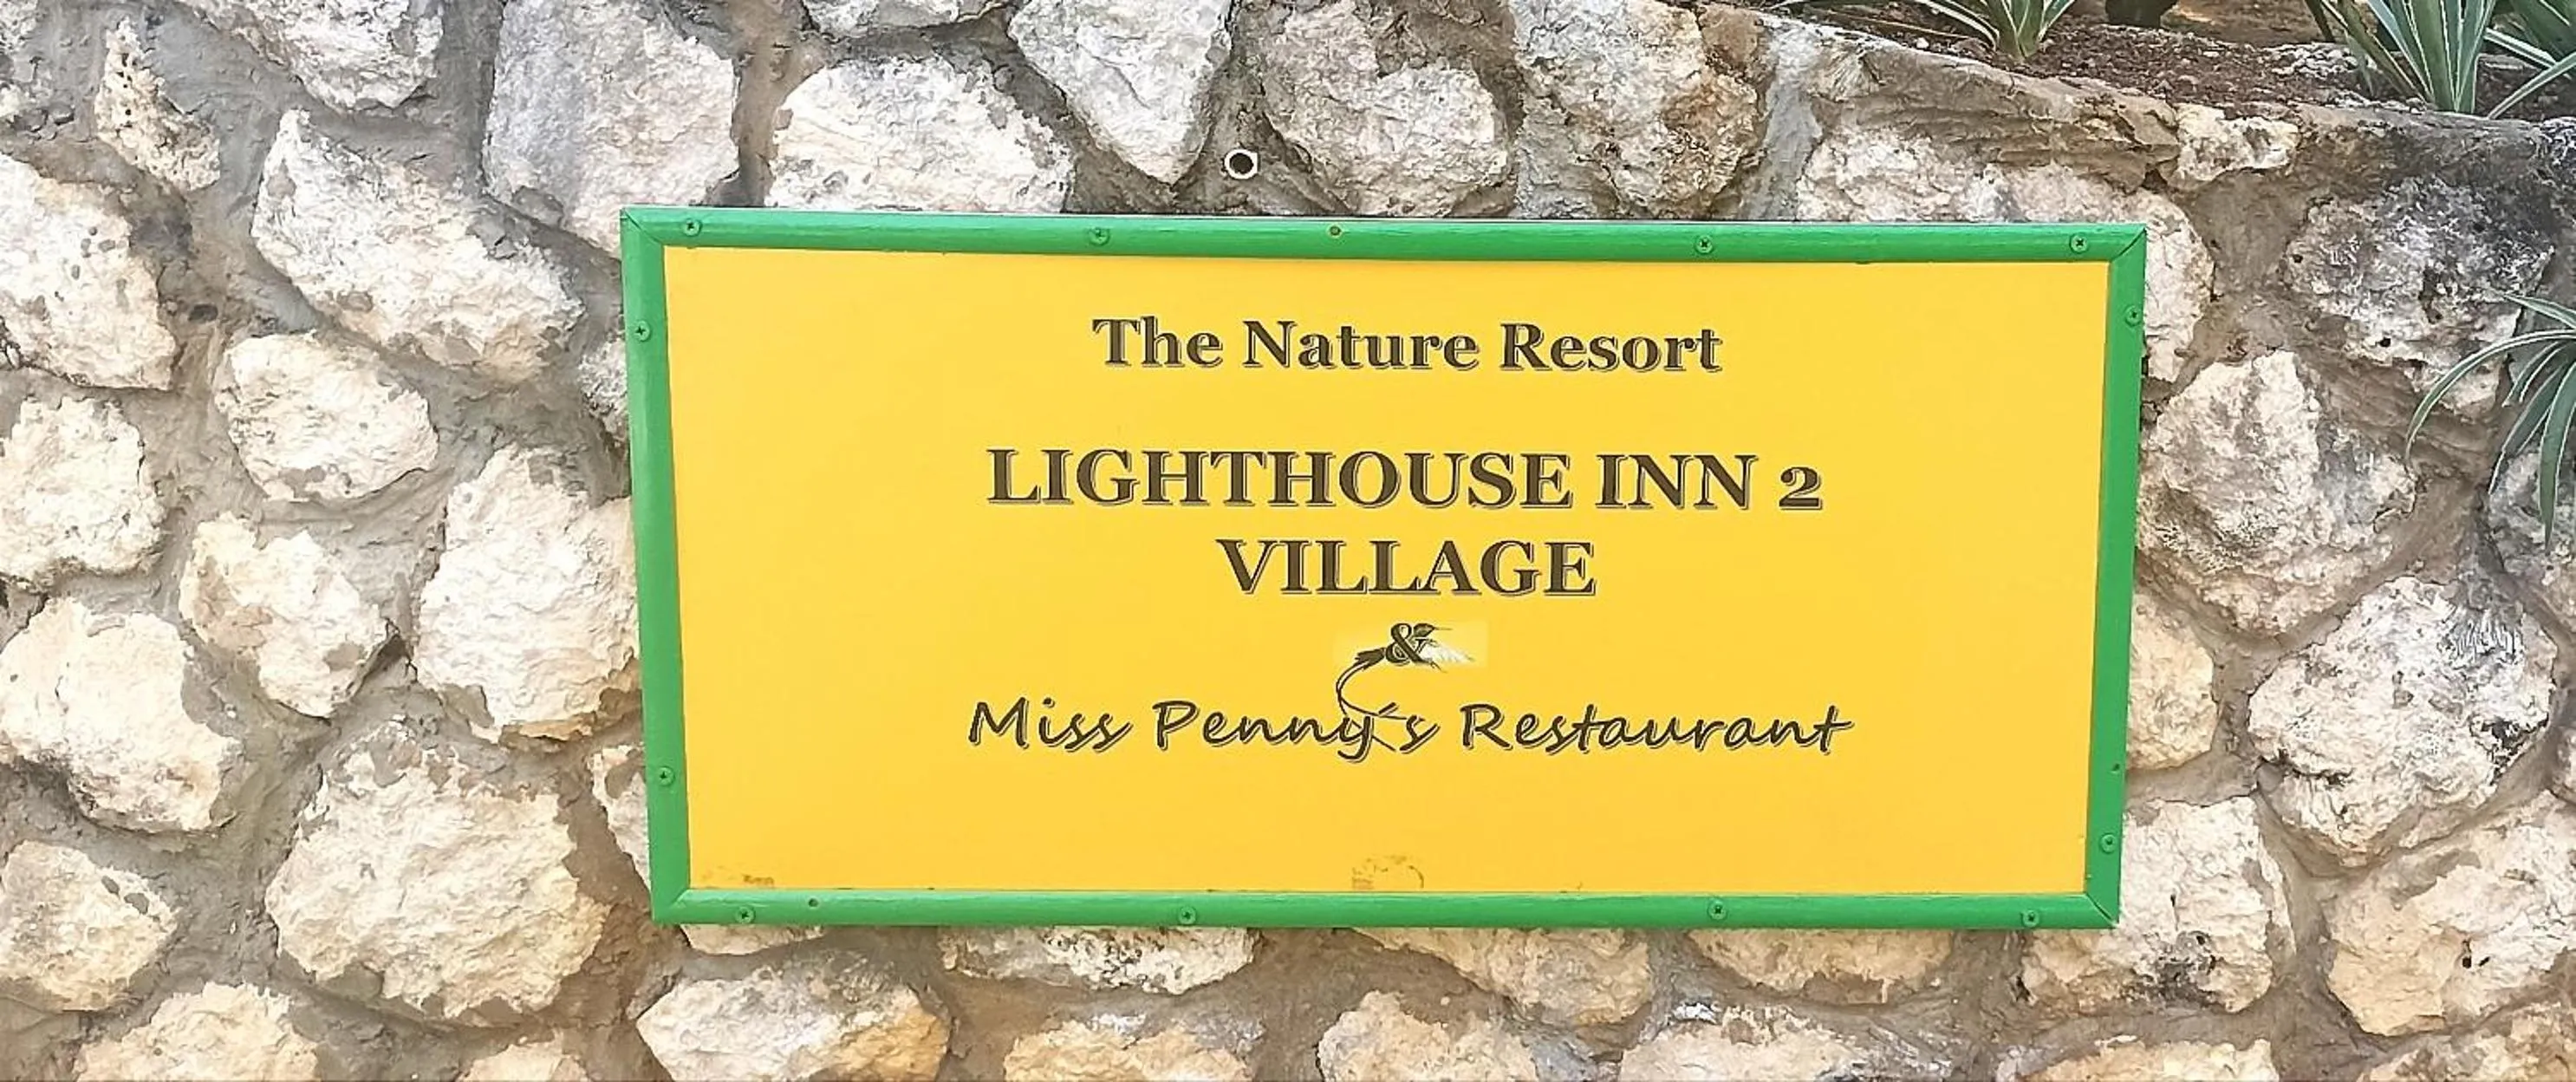 The Nature Resort
LIGHTHOUSE INN 2
VILLAGE
&
Miss Penny's Restaurant